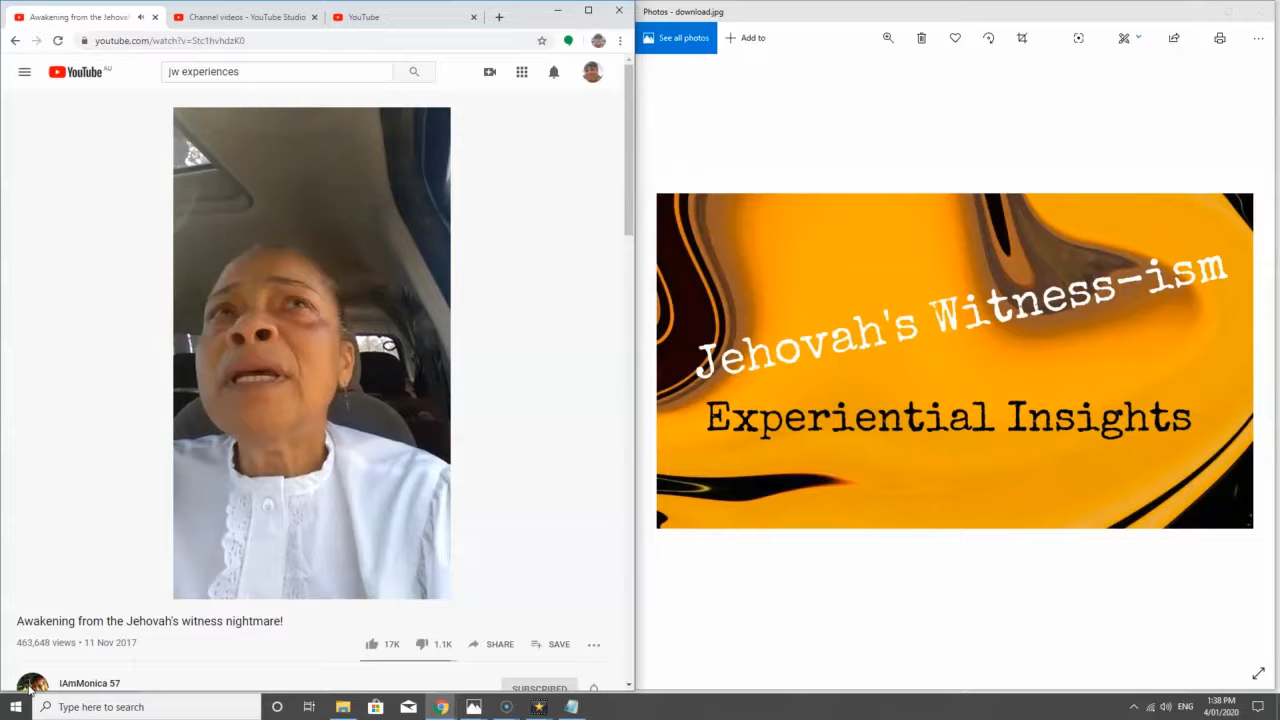 Awakening from the Jehoval
Channel videos - YouTube Studio
YouTube
Photos - download.jpg
youtube.com/watch?v=Stc1hvhdzK0
See all photos
Add to
YouTube AU
jw experiences
Jehovah's Witness-ism
Experiential Insights
Awakening from the Jehovah's witness nightmare!
463,648 views • 11 Nov 2017
17K
1.1K
SHARE
SAVE
IAmMonica 57
SUBSCRIBED
Type here to search
ENG
1:38 PM
4/01/2020